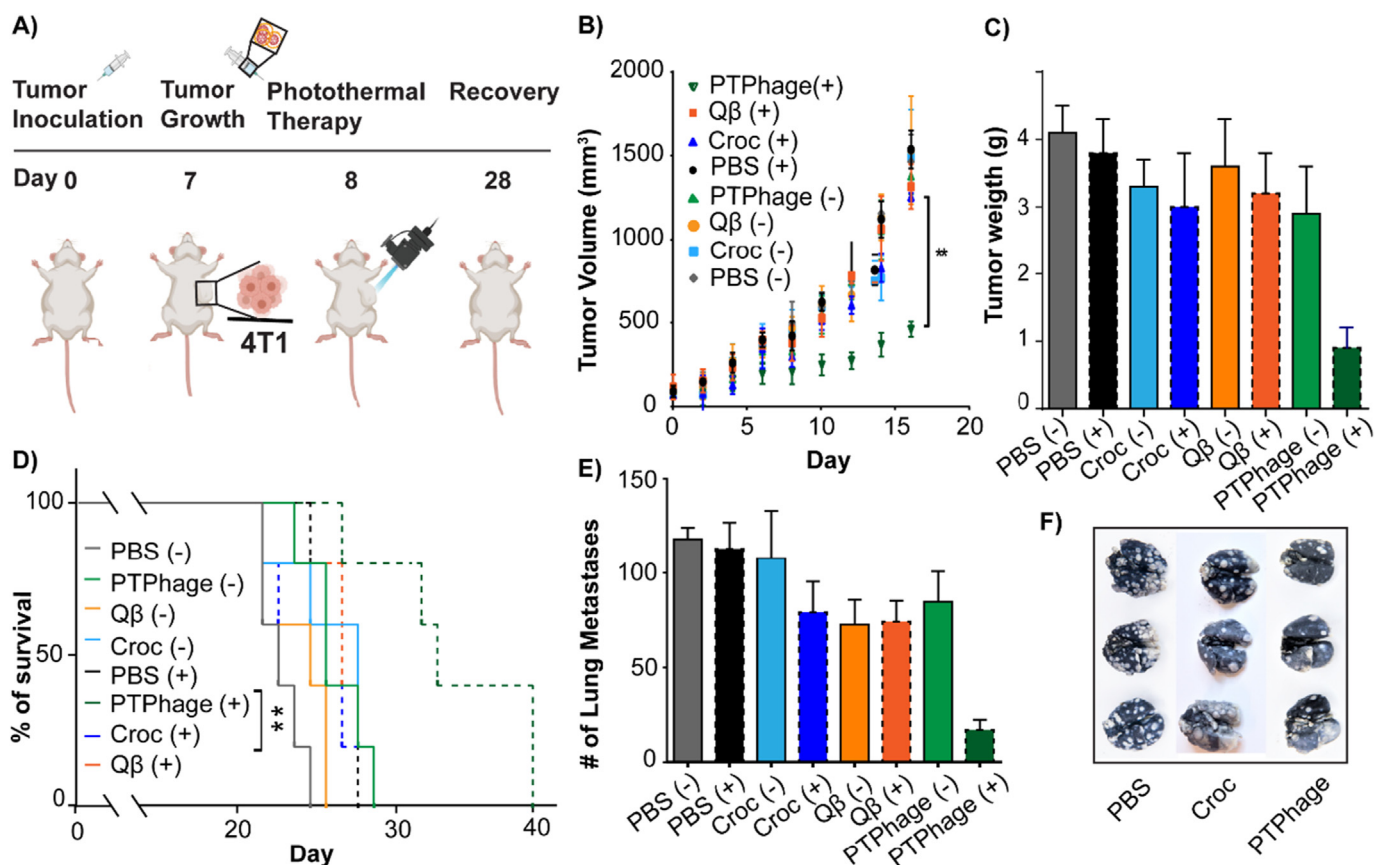 A)
Tumor Inoculation
Tumor Growth
Photothermal Therapy
Recovery
Day 0
7
8
28
4T1
B)
Tumor Volume (mm³)
2000
1500
1000
500
0
PTPhage(+)
Qβ (+)
Croc (+)
PBS (+)
PTPhage (-)
Qβ (-)
Croc (-)
PBS (-)
**
0 5 10 15 20
Day
C)
Tumor weigth (g)
4
3
2
1
0
PBS (-)
PBS (+)
Croc (-)
Croc (+)
Qβ (-)
Qβ (+)
PTPhage (-)
PTPhage (+)
D)
% of survival
100
50
0
PBS (-)
PTPhage (-)
Qβ (-)
Croc (-)
PBS (+)
PTPhage (+)
Croc (+)
Qβ (+)
**
0 20 30 40
Day
E)
# of Lung Metastases
150
100
50
0
PBS (-)
PBS (+)
Croc (-)
Croc (+)
Qβ (-)
Qβ (+)
PTPhage (-)
PTPhage (+)
F)
PBS
Croc
PTPhage